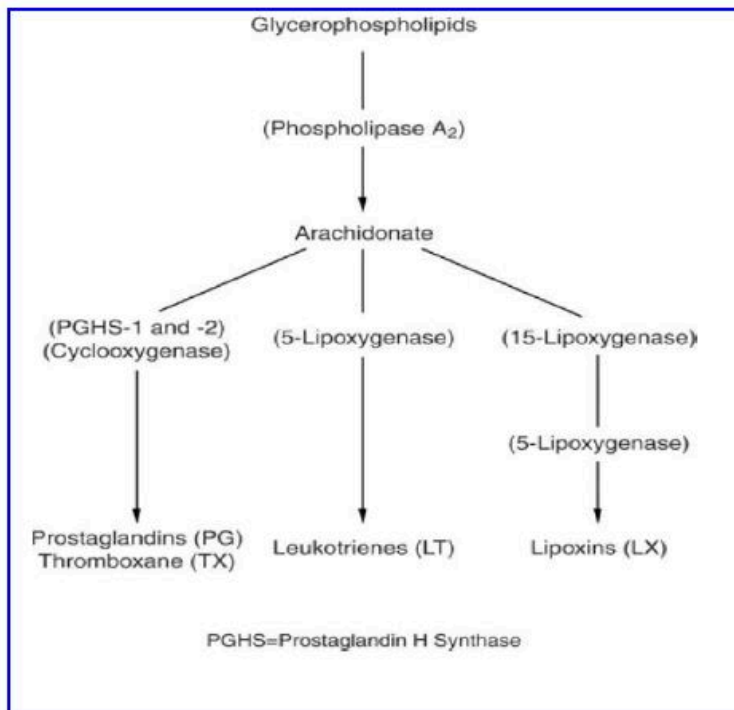 Glycerophospholipids
(Phospholipase A₂)
Arachidonate
(PGHS-1 and -2)
(Cyclooxygenase)
(5-Lipoxygenase)
(15-Lipoxygenase)
(5-Lipoxygenase)
Prostaglandins (PG)
Thromboxane (TX)
Leukotrienes (LT)
Lipoxins (LX)
PGHS=Prostaglandin H Synthase